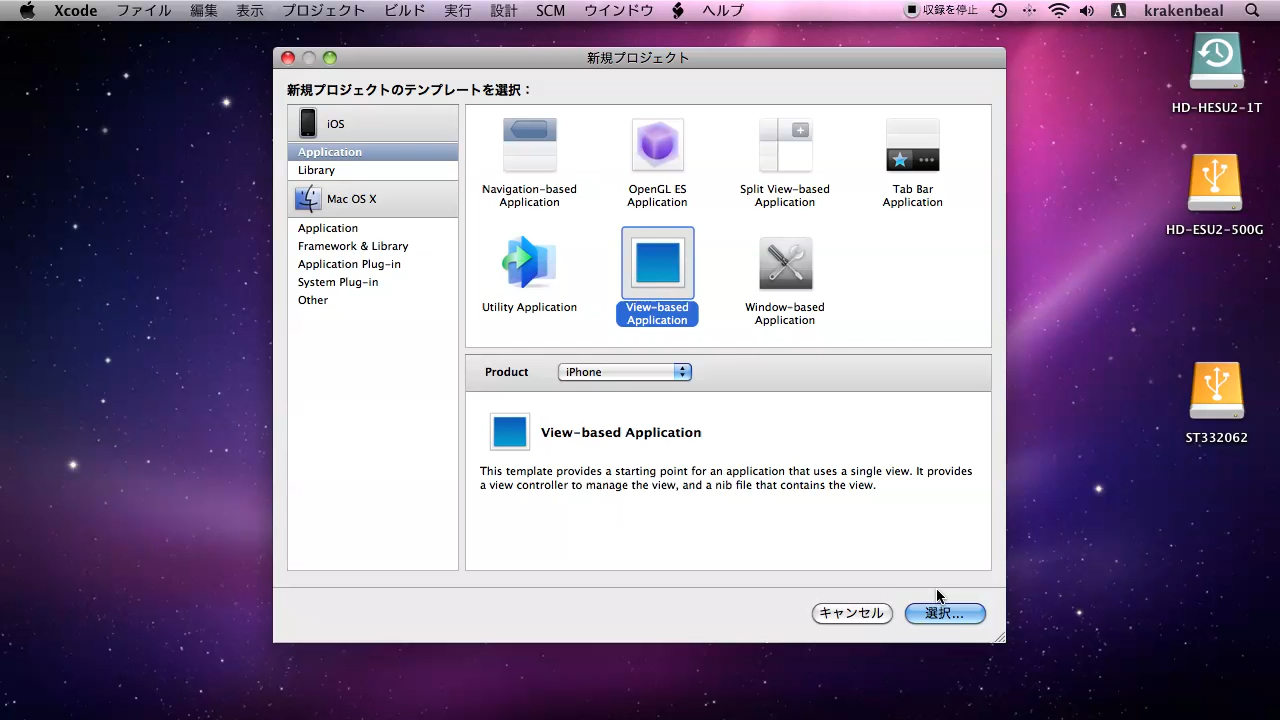 Xcode ファイル 編集 表示 プロジェクト ビルド 実行 設計 SCM ウインドウ ヘルプ 収録を停止 A krakenbeal
新規プロジェクト
新規プロジェクトのテンプレートを選択：
iOS
Application
Library
Mac OS X
Application
Framework & Library
Application Plug-in
System Plug-in
Other
Navigation-based
Application
OpenGL ES
Application
Split View-based
Application
Tab Bar
Application
Utility Application
View-based
Application
Window-based
Application
Product iPhone
View-based Application
This template provides a starting point for an application that uses a single view. It provides
a view controller to manage the view, and a nib file that contains the view.
キャンセル 選択...
HD-HESU2-1T
HD-ESU2-500G
ST332062